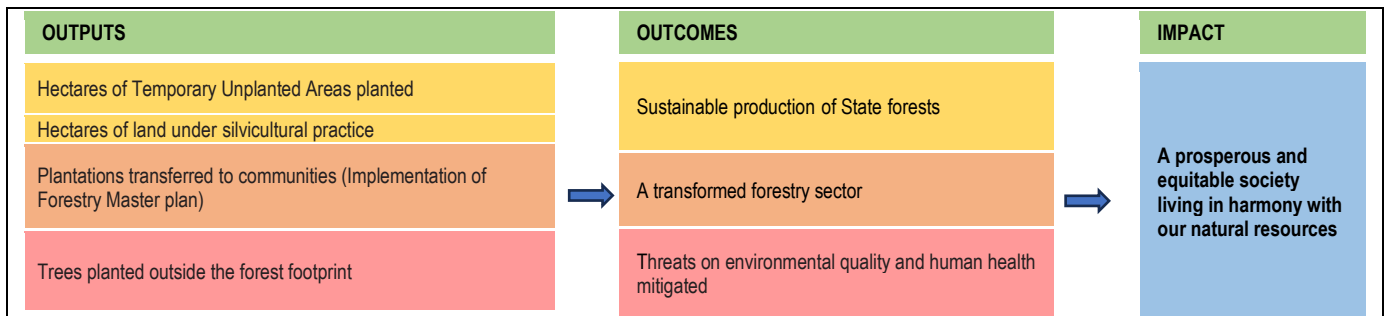 OUTPUTS
Hectares of Temporary Unplanted Areas planted
Hectares of land under silvicultural practice
Plantations transferred to communities (Implementation of
Forestry Master plan)
Trees planted outside the forest footprint
OUTCOMES
Sustainable production of State forests
A transformed forestry sector
Threats on environmental quality and human health
mitigated
IMPACT
A prosperous and
equitable society
living in harmony with
our natural resources